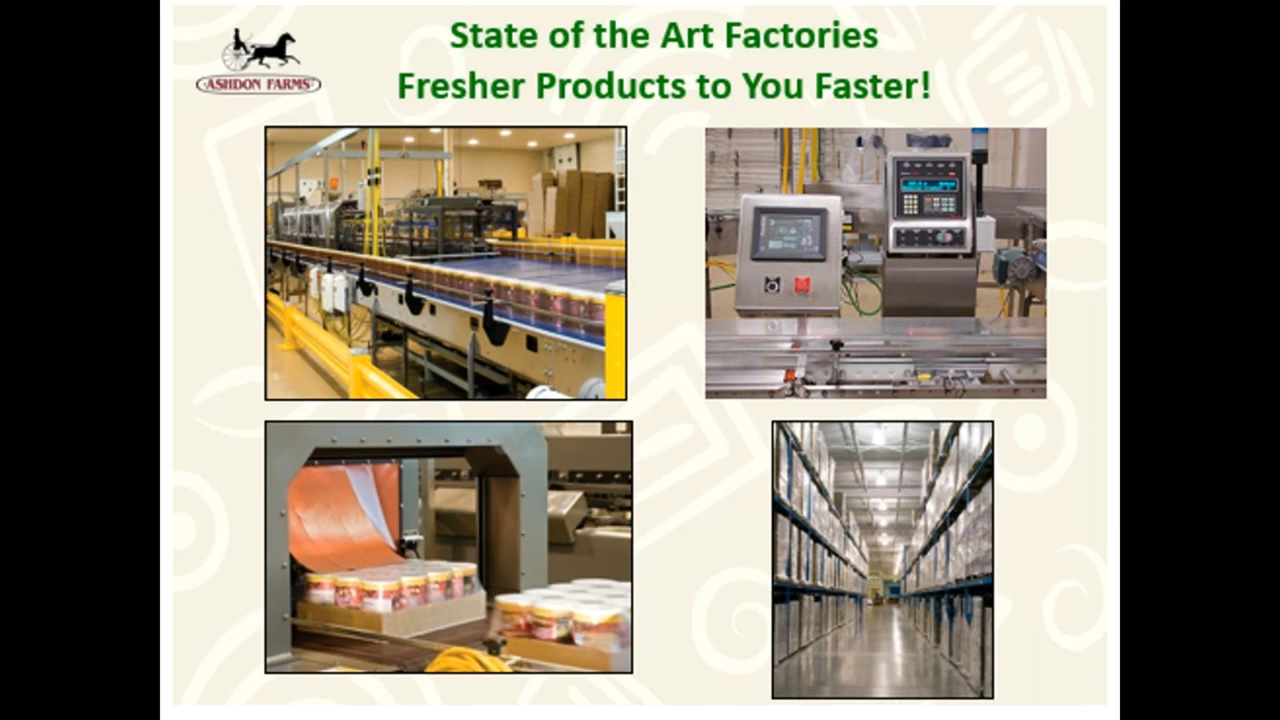 State of the Art Factories
Fresher Products to You Faster!
ASHDON FARMS